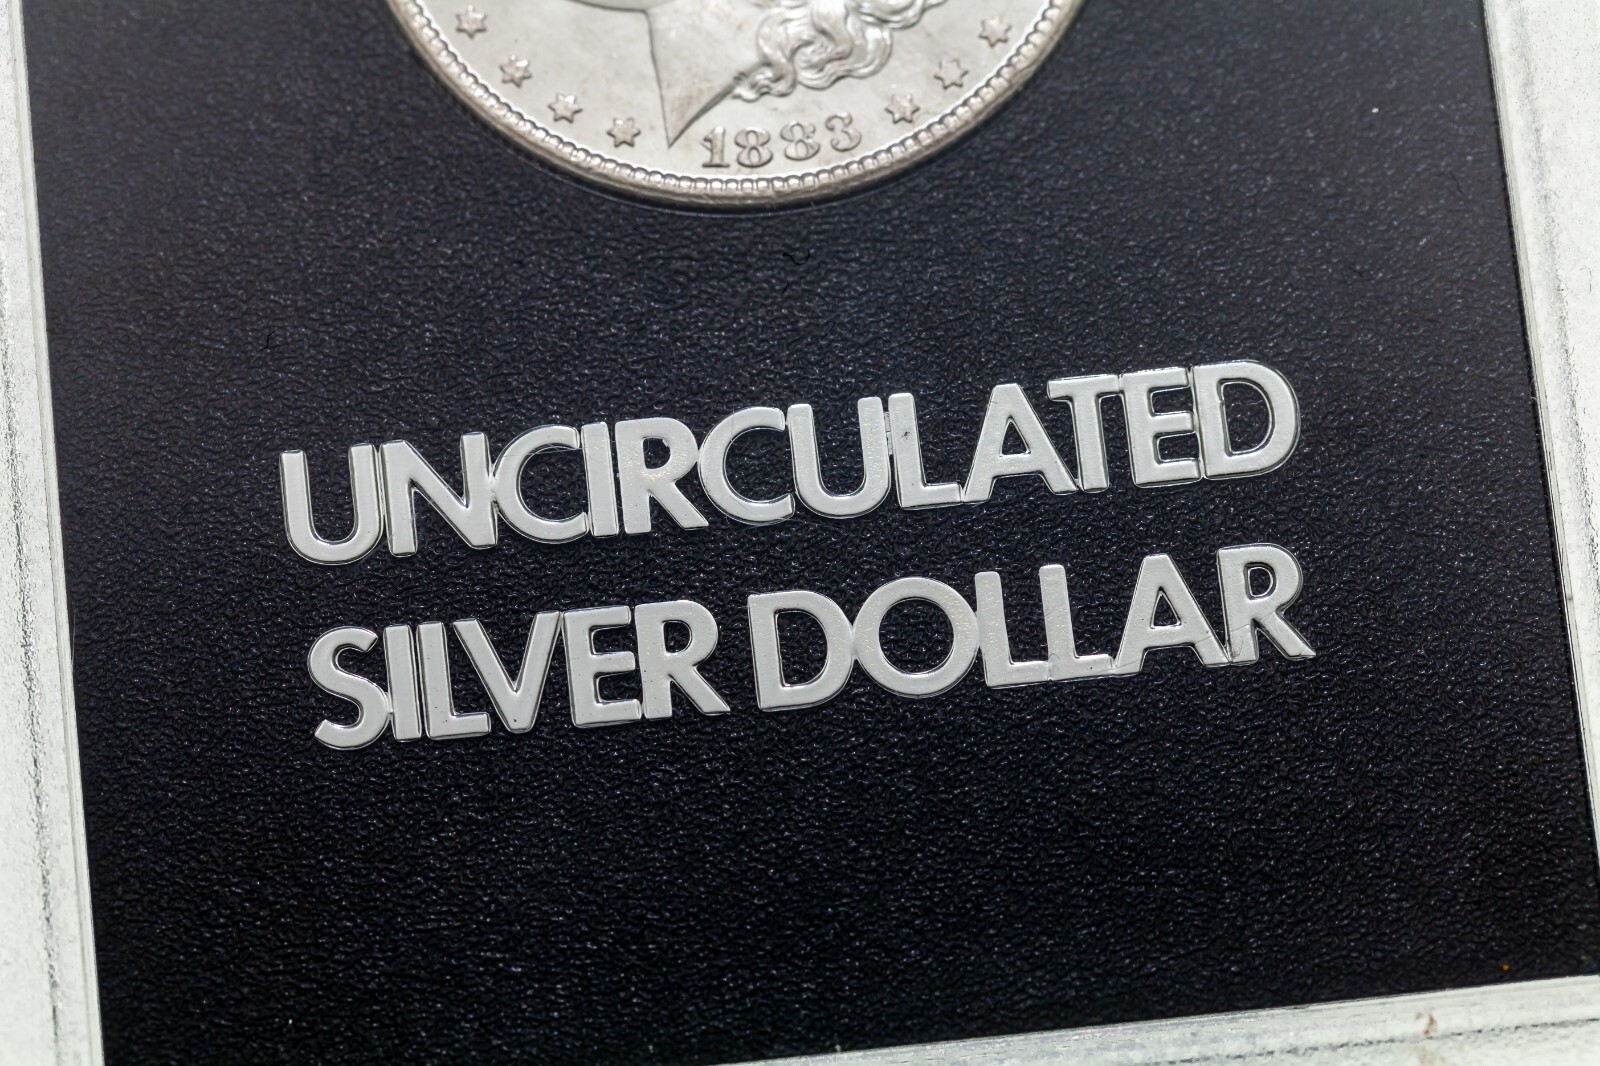 1883
UNCIRCULATED
SILVER DOLLAR